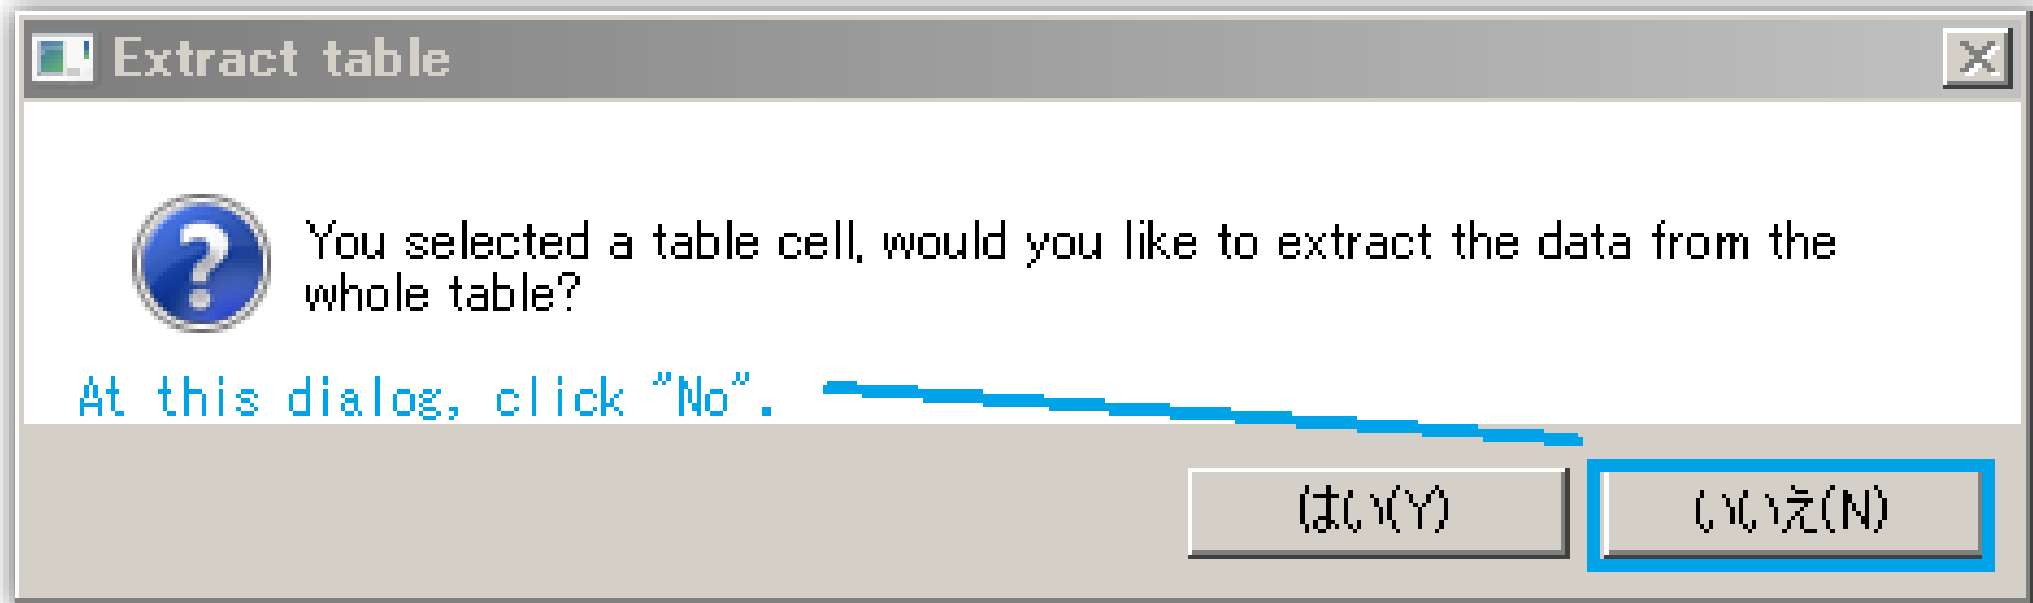 Extract table
You selected a table cell, would you like to extract the data from the
whole table?
At this dialog, click "No".
はい(Y)
いいえ(N)